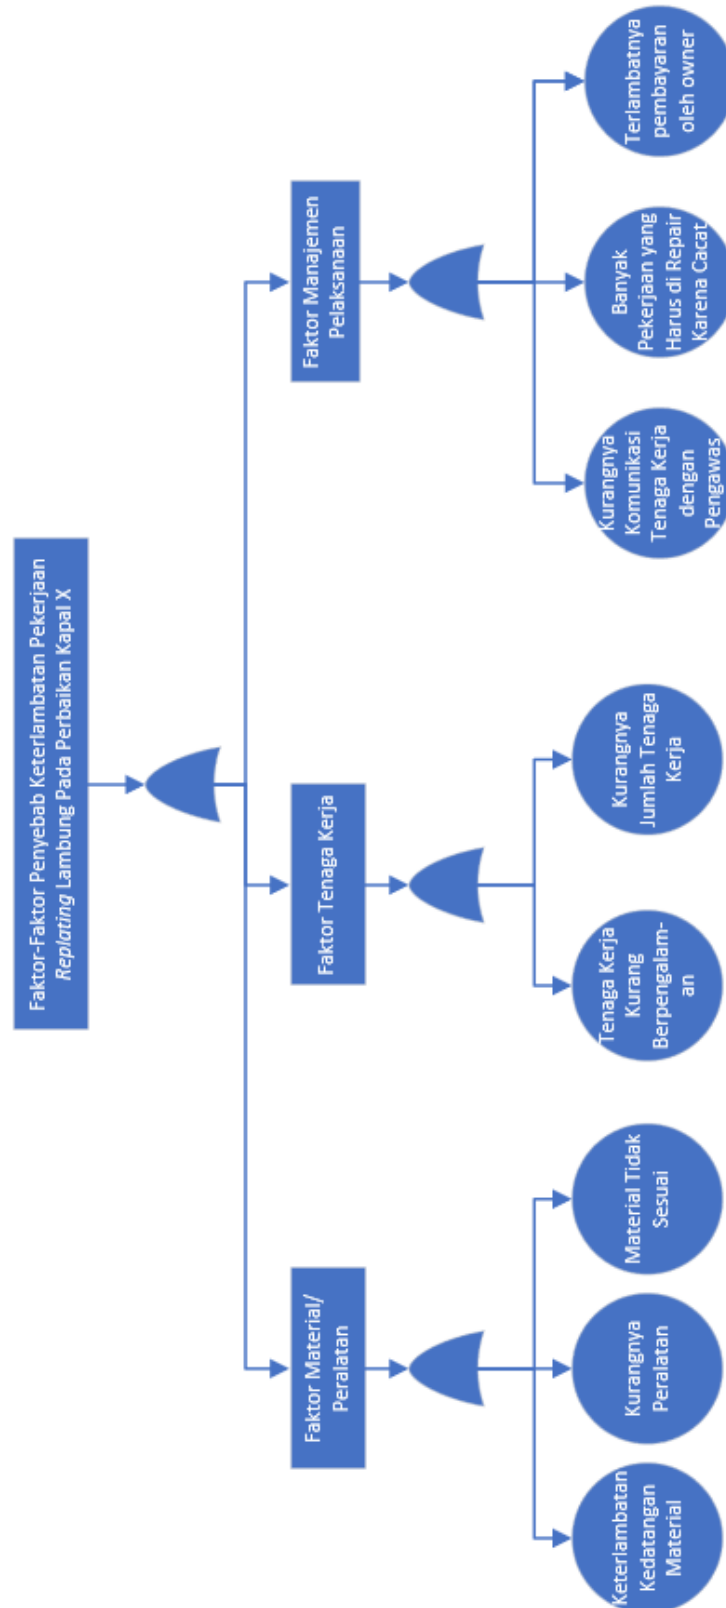 Faktor-Faktor Penyebab Keterlambatan Pekerjaan
Replating Lambung Pada Perbaikan Kapal X
Faktor Material/
Peralatan
Faktor Tenaga Kerja
Faktor Manajemen
Pelaksanaan
Keterlambatan
Kedatangan
Material
Kurangnya
Peralatan
Material Tidak
Sesuai
Tenaga Kerja
Kurang
Berpengalam-
an
Kurangnya
Jumlah Tenaga
Kerja
Kurangnya
Komunikasi
Tenaga Kerja
dengan
Pengawas
Banyak
Pekerjaan yang
Harus di Repair
Karena Cacat
Terlambatnya
pembayaran
oleh owner